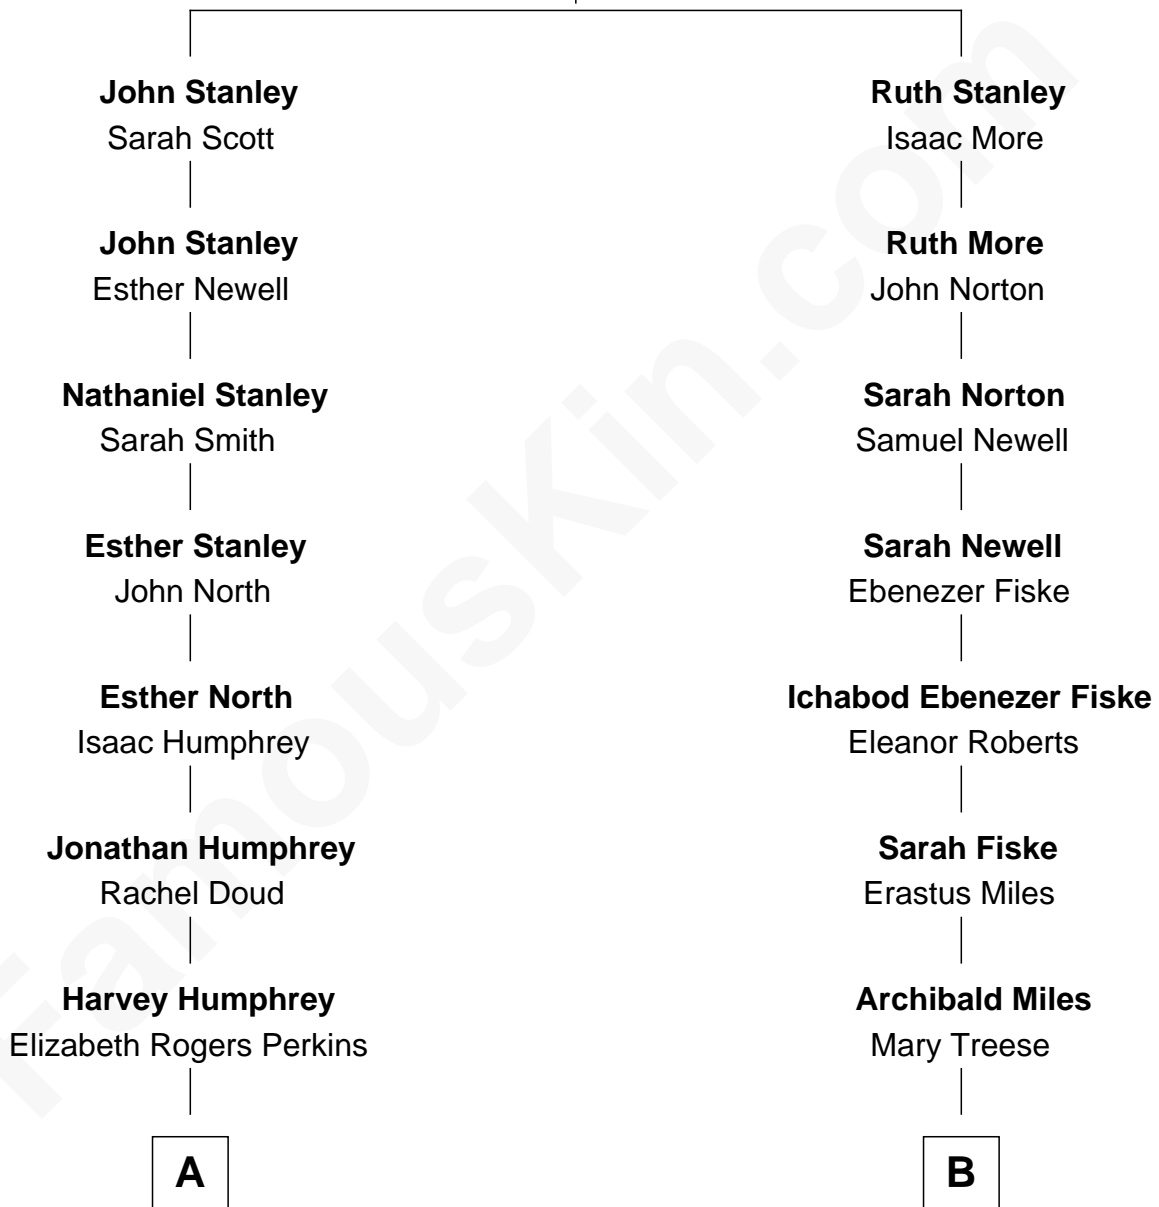 John Stanley
Sarah Scott
John Stanley
Esther Newell
Nathaniel Stanley
Sarah Smith
Esther Stanley
John North
Esther North
Isaac Humphrey
Jonathan Humphrey
Rachel Doud
Harvey Humphrey
Elizabeth Rogers Perkins
A
Ruth Stanley
Isaac More
Ruth More
John Norton
Sarah Norton
Samuel Newell
Sarah Newell
Ebenezer Fiske
Ichabod Ebenezer Fiske
Eleanor Roberts
Sarah Fiske
Erastus Miles
Archibald Miles
Mary Treese
B
FamousKin.com